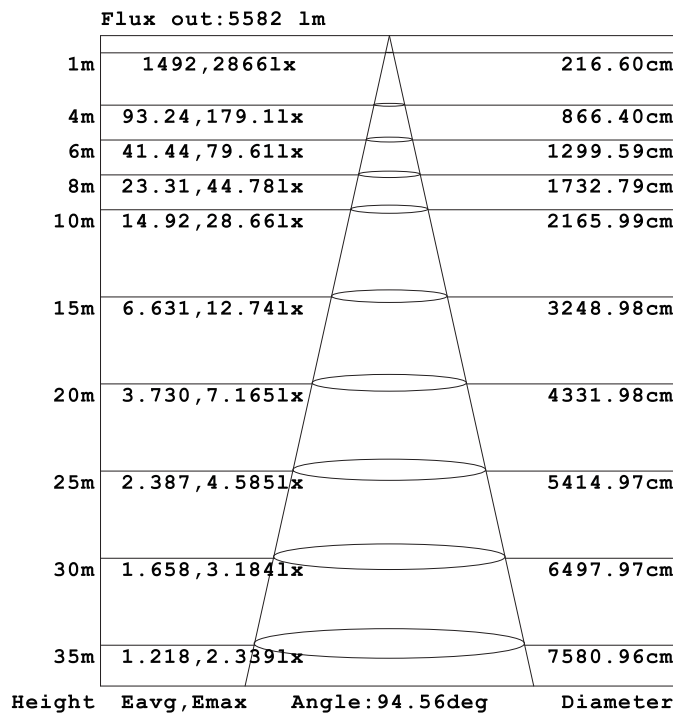 Flux out:5582 lm
1m 1492,2866lx 216.60cm
4m 93.24,179.1lx 866.40cm
6m 41.44,79.61lx 1299.59cm
8m 23.31,44.78lx 1732.79cm
10m 14.92,28.66lx 2165.99cm
15m 6.631,12.74lx 3248.98cm
20m 3.730,7.165lx 4331.98cm
25m 2.387,4.585lx 5414.97cm
30m 1.658,3.184lx 6497.97cm
35m 1.218,2.339lx 7580.96cm
Height Eavg,Emax Angle:94.56deg Diameter